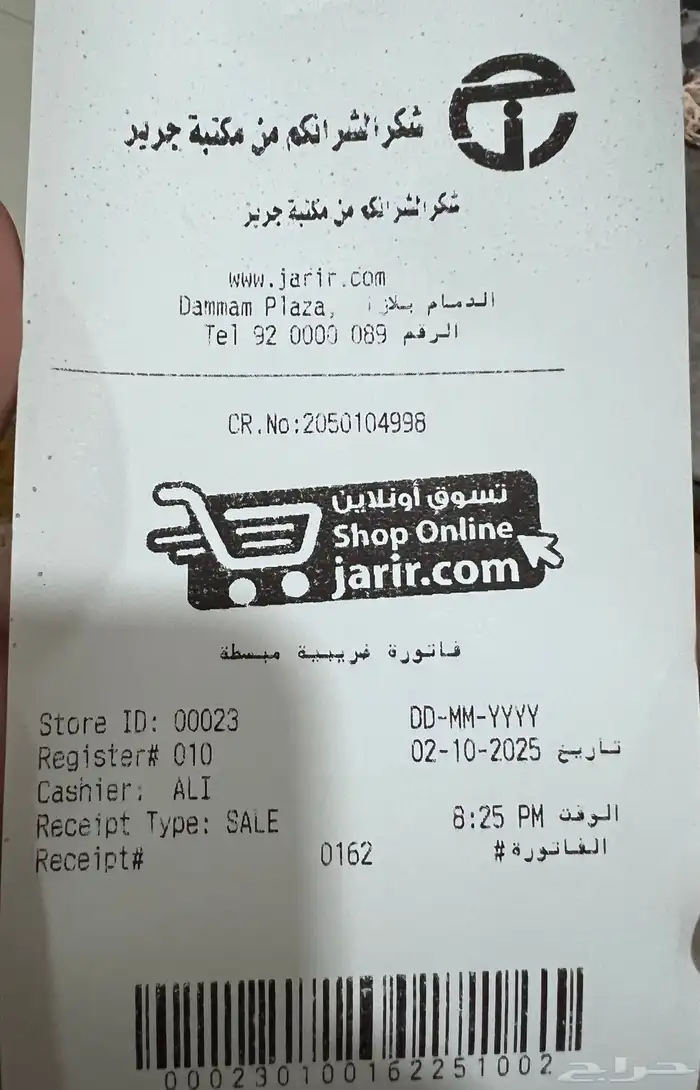 شكرا لشرائكم من مكتبة جرير
شكرا لشرائكم من مكتبة جرير
www.jarir.com
Dammam Plaza, الدمام بلازا
Tel 92 0000 089 الرقم
CR.No:2050104998
تسوق أونلاين
Shop Online
jarir.com
فاتورة ضريبية مبسطة
Store ID: 00023 DD-MM-YYYY
Register# 010 02-10-2025 تاريخ
Cashier: ALI
Receipt Type: SALE 8:25 PM الوقت
Receipt# 0162 الفاتورة#
000230100162251002
حراج